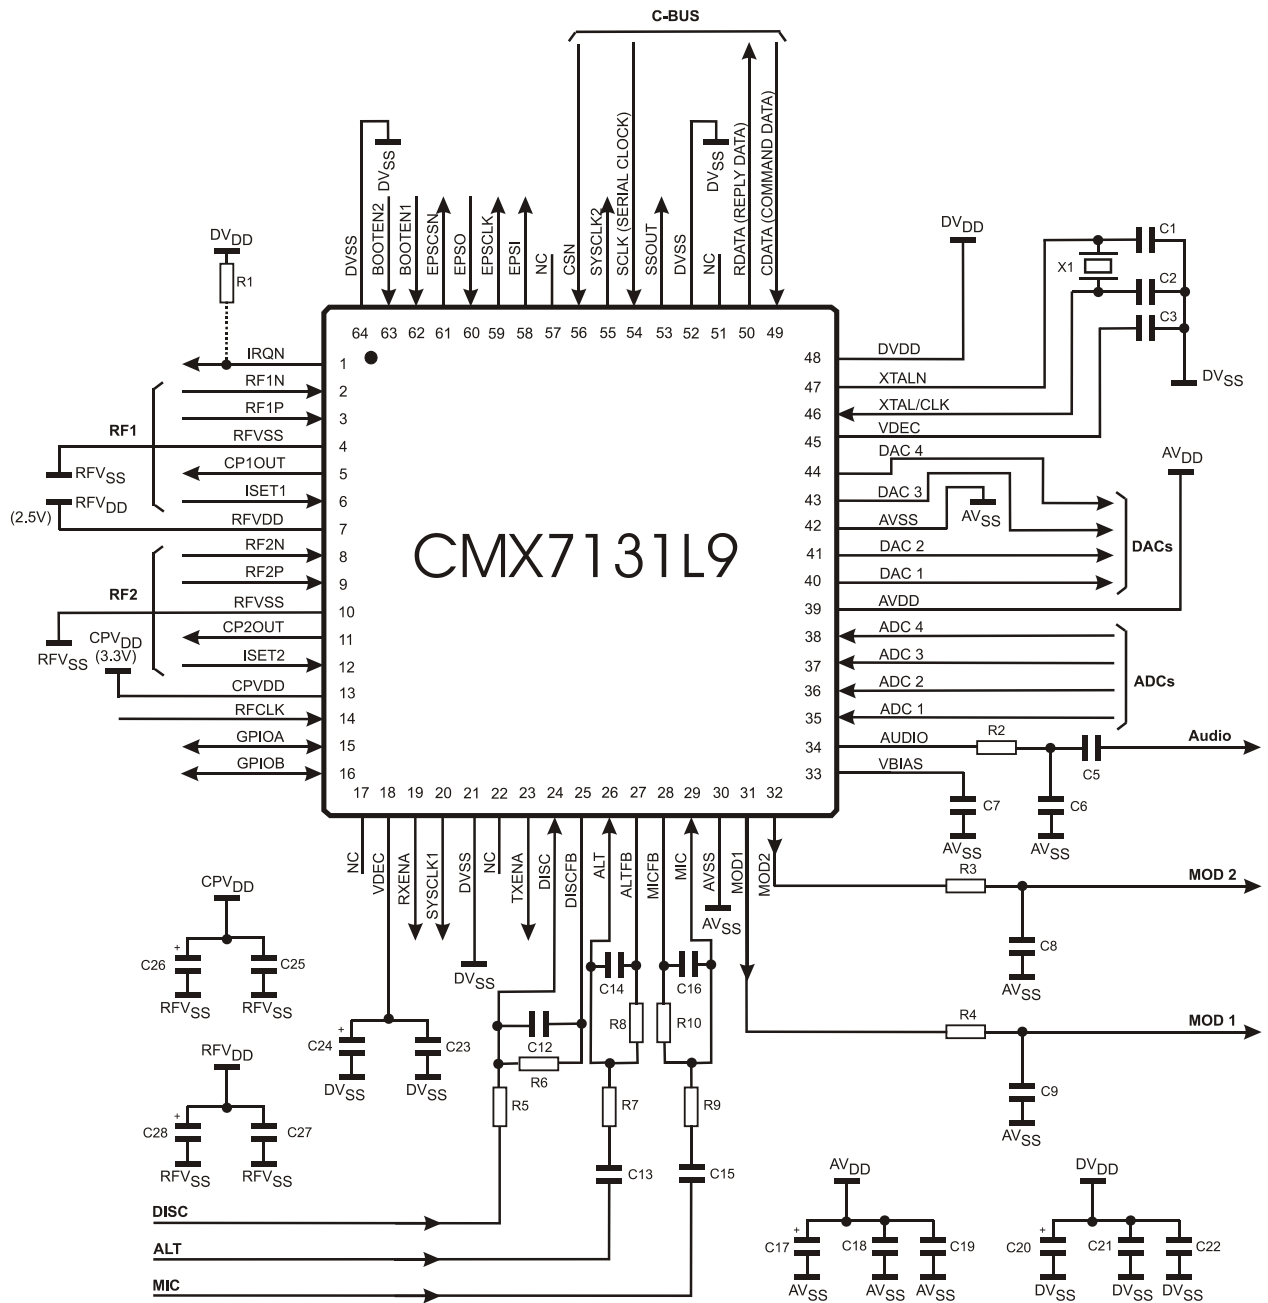 C-BUS
DVSS
DVSS
BOOTEN2
BOOTEN1
EPSCSN
EPSO
EPSCLK
EPSI
NC
CSN
SYSCLK2
SCLK (SERIAL CLOCK)
SSOUT
DVSS
NC
DVSS
RDATA (REPLY DATA)
CDATA (COMMAND DATA)
64 63 62 61 60 59 58 57 56 55 54 53 52 51 50 49
DVDD
R1
IRQN 1
RF1N 2
RF1P 3
RF1
RFVSS 4
RFVSS
CP1OUT 5
ISET1 6
RFVDD
(2.5V)
RFVDD 7
RF2N 8
RF2P 9
RF2
RFVSS 10
RFVSS
CP2OUT 11
CPVDD
(3.3V)
ISET2 12
CPVDD 13
RFCLK 14
GPIOA 15
GPIOB 16
CMX7131L9
DVDD
C1
X1
C2
C3
DVSS
48 DVDD
47 XTALN
46 XTAL/CLK
45 VDEC
44 DAC 4
43 DAC 3
42 AVSS
AVSS
AVDD
41 DAC 2
40 DAC 1
DACs
39 AVDD
38 ADC 4
37 ADC 3
36 ADC 2
35 ADC 1
ADCs
34 AUDIO
R2
C5
Audio
33 VBIAS
C7
C6
AVSS
AVSS
17 18 19 20 21 22 23 24 25 26 27 28 29 30 31 32
NC
VDEC
RXENA
SYSCLK1
DVSS
NC
TXENA
DISC
DISCFB
ALT
ALTFB
MICFB
MIC
AVSS
MOD1
MOD2
AVSS
DVSS
R3
MOD 2
C8
AVSS
R4
MOD 1
C9
AVSS
CPVDD
+
C26
C25
RFVSS
RFVSS
+
C24
C23
DVSS
DVSS
C14
C16
R8
R10
C12
R6
R5
R7
R9
C13
C15
RFVDD
+
C28
C27
RFVSS
RFVSS
DISC
ALT
MIC
AVDD
+
C17
C18
C19
AVSS
AVSS
AVSS
DVDD
+
C20
C21
C22
DVSS
DVSS
DVSS